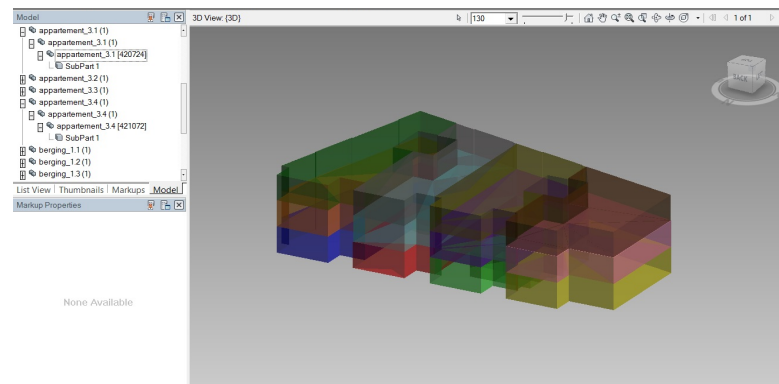 Model
3D View: {3D}
130
1 of 1
appartement_3.1 (1)
appartement_3.1 (1)
appartement_3.1 [420724]
SubPart 1
appartement_3.2 (1)
appartement_3.3 (1)
appartement_3.4 (1)
appartement_3.4 (1)
appartement_3.4 [421072]
SubPart 1
berging_1.1 (1)
berging_1.2 (1)
berging_1.3 (1)
List View Thumbnails Markups Model
Markup Properties
None Available